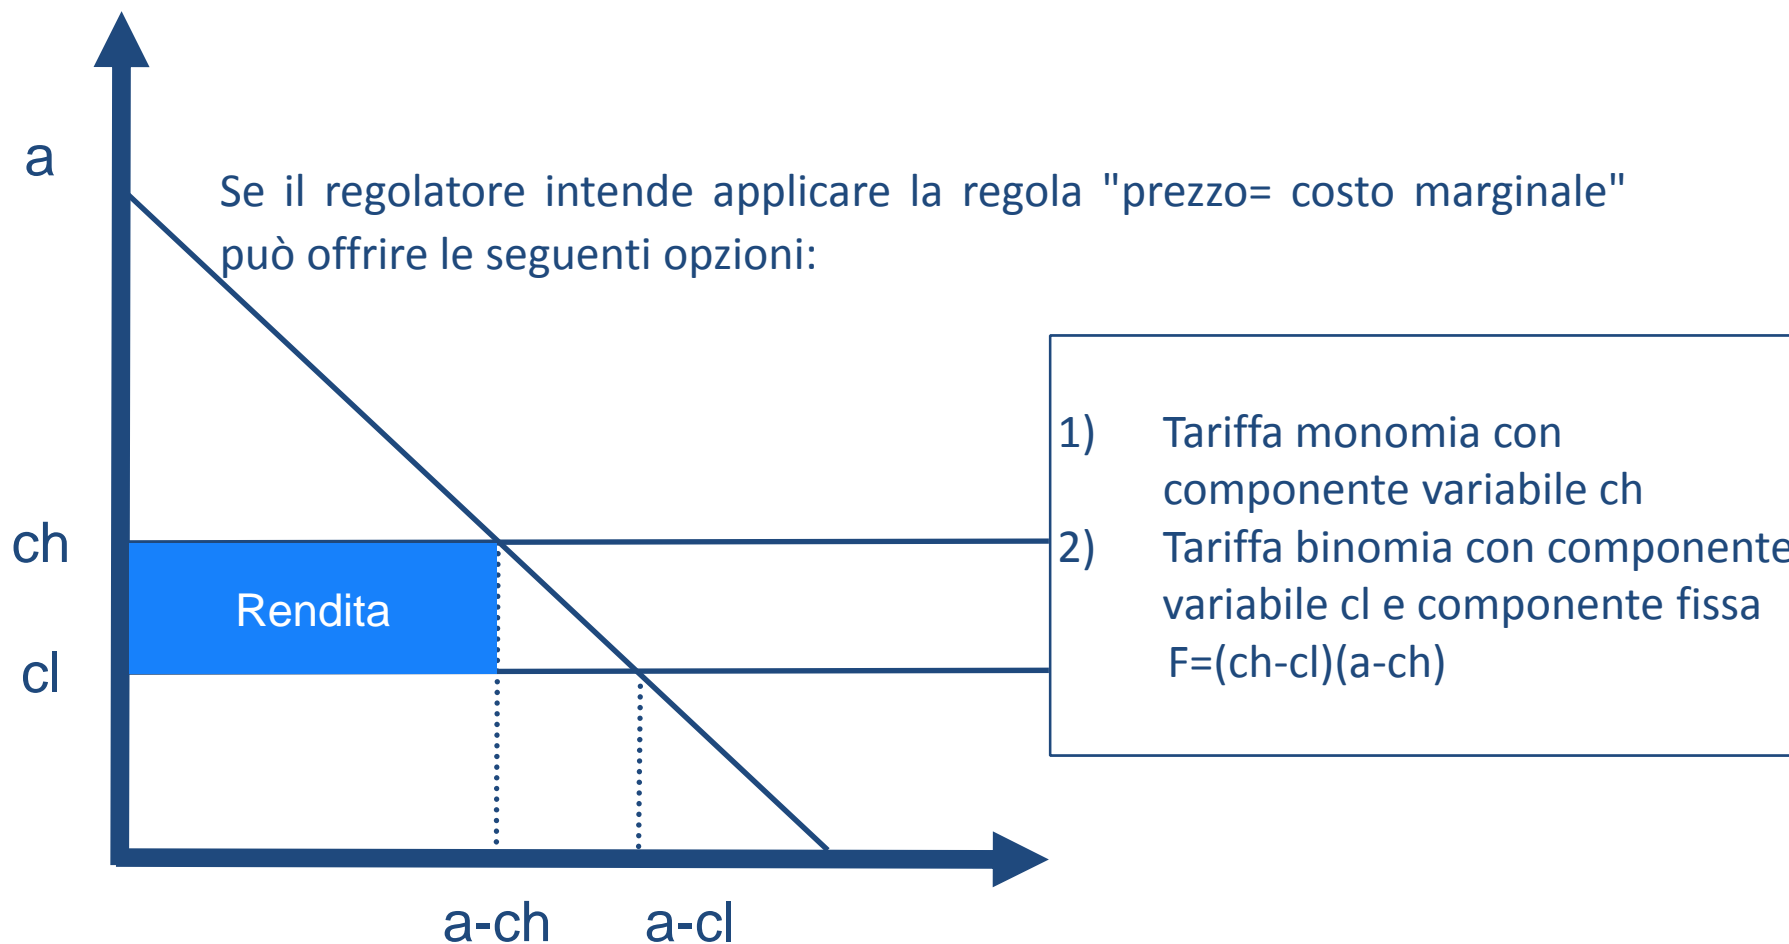 a
Se il regolatore intende applicare la regola "prezzo= costo marginale"
può offrire le seguenti opzioni:
1) Tariffa monomia con
componente variabile ch
2) Tariffa binomia con componente
variabile cl e componente fissa
F=(ch-cl)(a-ch)
ch
Rendita
cl
a-ch
a-cl